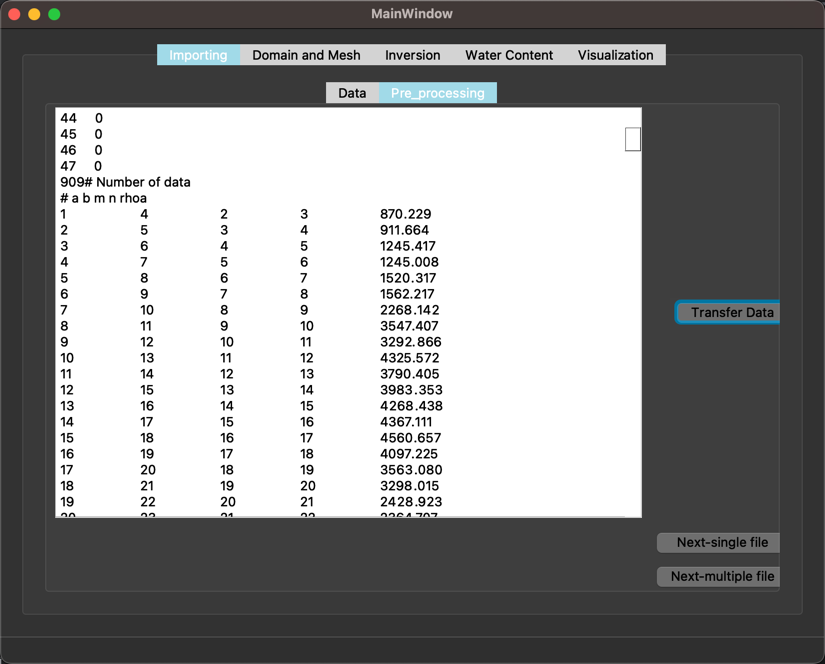 MainWindow
Importing Domain and Mesh Inversion Water Content Visualization
Data Pre_processing
44 0
45 0
46 0
47 0
909# Number of data
# a b m n rhoa
1 4 2 3 870.229
2 5 3 4 911.664
3 6 4 5 1245.417
4 7 5 6 1245.008
5 8 6 7 1520.317
6 9 7 8 1562.217
7 10 8 9 2268.142
8 11 9 10 3547.407
9 12 10 11 3292.866
10 13 11 12 4325.572
11 14 12 13 3790.405
12 15 13 14 3983.353
13 16 14 15 4268.438
14 17 15 16 4367.111
15 18 16 17 4560.657
16 19 17 18 4097.225
17 20 18 19 3563.080
18 21 19 20 3298.015
19 22 20 21 2428.923
Transfer Data
Next-single file
Next-multiple file